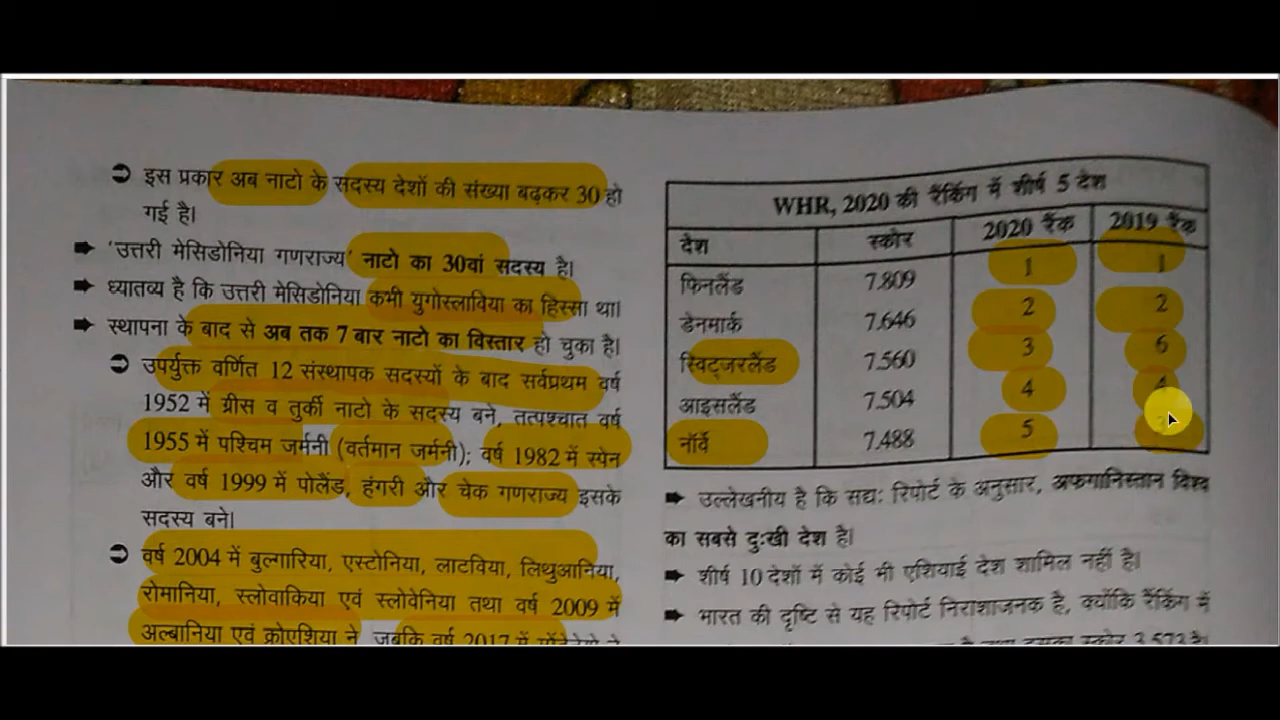 इस प्रकार अब नाटो के सदस्य देशों की संख्या बढ़कर 30 हो
गई है।
'उत्तरी मेसिडोनिया गणराज्य' नाटो का 30वां सदस्य है।
ध्यातव्य है कि उत्तरी मेसिडोनिया कभी युगोस्लाविया का हिस्सा था।
स्थापना के बाद से अब तक 7 बार नाटो का विस्तार हो चुका है।
उपर्युक्त वर्णित 12 संस्थापक सदस्यों के बाद सर्वप्रथम वर्ष
1952 में ग्रीस व तुर्की नाटो के सदस्य बने, तत्पश्चात वर्ष
1955 में पश्चिम जर्मनी (वर्तमान जर्मनी); वर्ष 1982 में स्पेन
और वर्ष 1999 में पोलैंड, हंगरी और चेक गणराज्य इसके
सदस्य बने।
वर्ष 2004 में बुल्गारिया, एस्टोनिया, लाटविया, लिथुआनिया,
रोमानिया, स्लोवाकिया एवं स्लोवेनिया तथा वर्ष 2009 में
अल्बानिया एवं क्रोएशिया ने जबकि वर्ष 2017 में
WHR, 2020 की रैंकिंग में शीर्ष 5 देश
देश स्कोर 2020 रैंक 2019 रैंक
फिनलैंड 7.809 1 1
डेनमार्क 7.646 2 2
स्विट्जरलैंड 7.560 3 6
आइसलैंड 7.504 4 4
नॉर्वे 7.488 5
उल्लेखनीय है कि सद्य: रिपोर्ट के अनुसार, अफगानिस्तान विश्व
का सबसे दु:खी देश है।
शीर्ष 10 देशों में कोई भी एशियाई देश शामिल नहीं है।
भारत की दृष्टि से यह रिपोर्ट निराशाजनक है, क्योंकि रैंकिंग में
स्कोर 3.573 है।